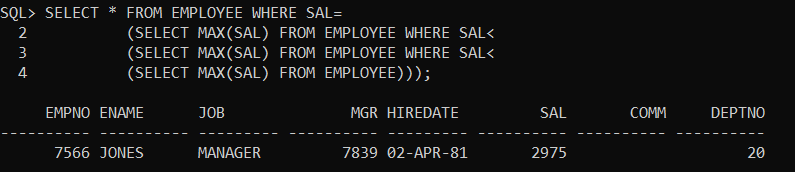 SQL> SELECT * FROM EMPLOYEE WHERE SAL=
  2          (SELECT MAX(SAL) FROM EMPLOYEE WHERE SAL<
  3          (SELECT MAX(SAL) FROM EMPLOYEE WHERE SAL<
  4          (SELECT MAX(SAL) FROM EMPLOYEE)));
     EMPNO ENAME      JOB              MGR HIREDATE         SAL       COMM     DEPTNO
---------- ---------- --------- ---------- --------- ---------- ---------- ----------
      7566 JONES      MANAGER         7839 02-APR-81       2975                    20